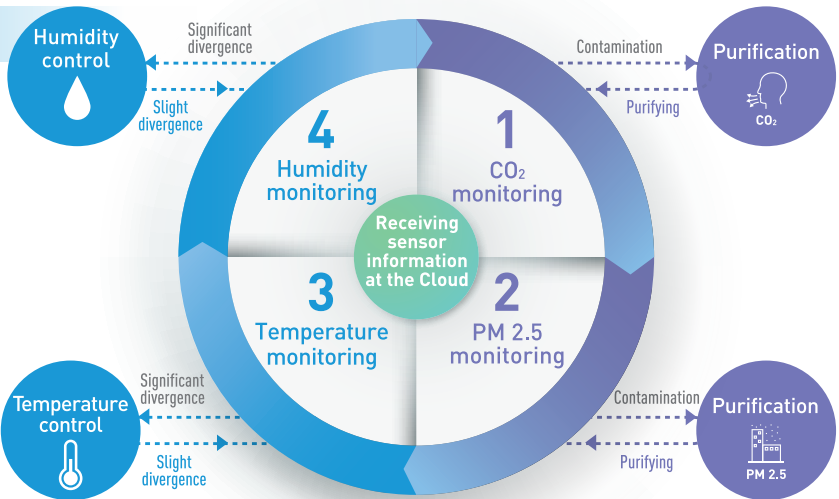 Humidity
control
Significant
divergence
Slight
divergence
Contamination
Purifying
Purification
CO₂
4
Humidity
monitoring
1
CO₂
monitoring
Receiving
sensor
information
at the Cloud
3
Temperature
monitoring
2
PM 2.5
monitoring
Temperature
control
Significant
divergence
Slight
divergence
Contamination
Purifying
Purification
PM 2.5